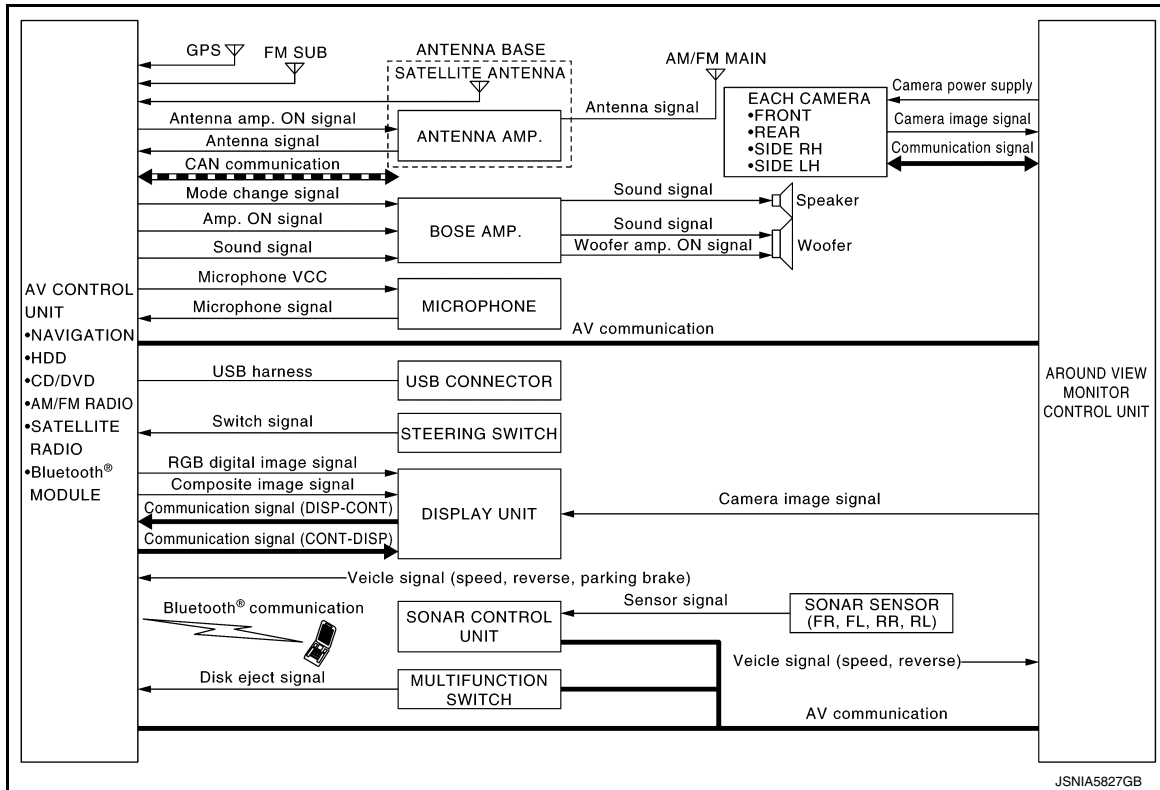 GPS
FM SUB
ANTENNA BASE
SATELLITE ANTENNA
AM/FM MAIN
Antenna signal
Antenna amp. ON signal
ANTENNA AMP.
Antenna signal
CAN communication
EACH CAMERA
•FRONT
•REAR
•SIDE RH
•SIDE LH
Camera power supply
Camera image signal
Communication signal
Mode change signal
Amp. ON signal
Sound signal
BOSE AMP.
Sound signal
Speaker
Sound signal
Woofer amp. ON signal
Woofer
Microphone VCC
Microphone signal
MICROPHONE
AV communication
AV CONTROL
UNIT
•NAVIGATION
•HDD
•CD/DVD
•AM/FM RADIO
•SATELLITE
RADIO
•Bluetooth®
MODULE
USB harness
USB CONNECTOR
Switch signal
STEERING SWITCH
AROUND VIEW
MONITOR
CONTROL UNIT
RGB digital image signal
Composite image signal
Communication signal (DISP-CONT)
Communication signal (CONT-DISP)
DISPLAY UNIT
Camera image signal
Veicle signal (speed, reverse, parking brake)
Bluetooth® communication
SONAR CONTROL
UNIT
Sensor signal
SONAR SENSOR
(FR, FL, RR, RL)
Veicle signal (speed, reverse)
Disk eject signal
MULTIFUNCTION
SWITCH
AV communication
JSNIA5827GB